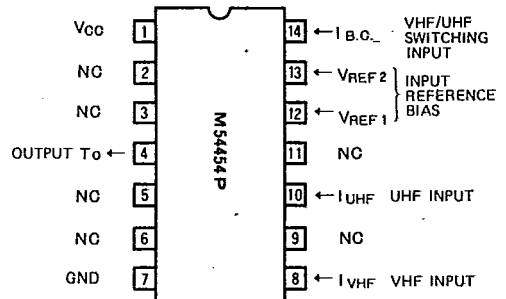 VCC 1
NC 2
NC 3
OUTPUT TO ← 4
NC 5
NC 6
GND 7
M54454P
14 ← I B.C. VHF/UHF SWITCHING INPUT
13 ← VREF 2
12 ← VREF 1
INPUT REFERENCE BIAS
11 NC
10 ← IUHF UHF INPUT
9 NC
8 ← IVHF VHF INPUT